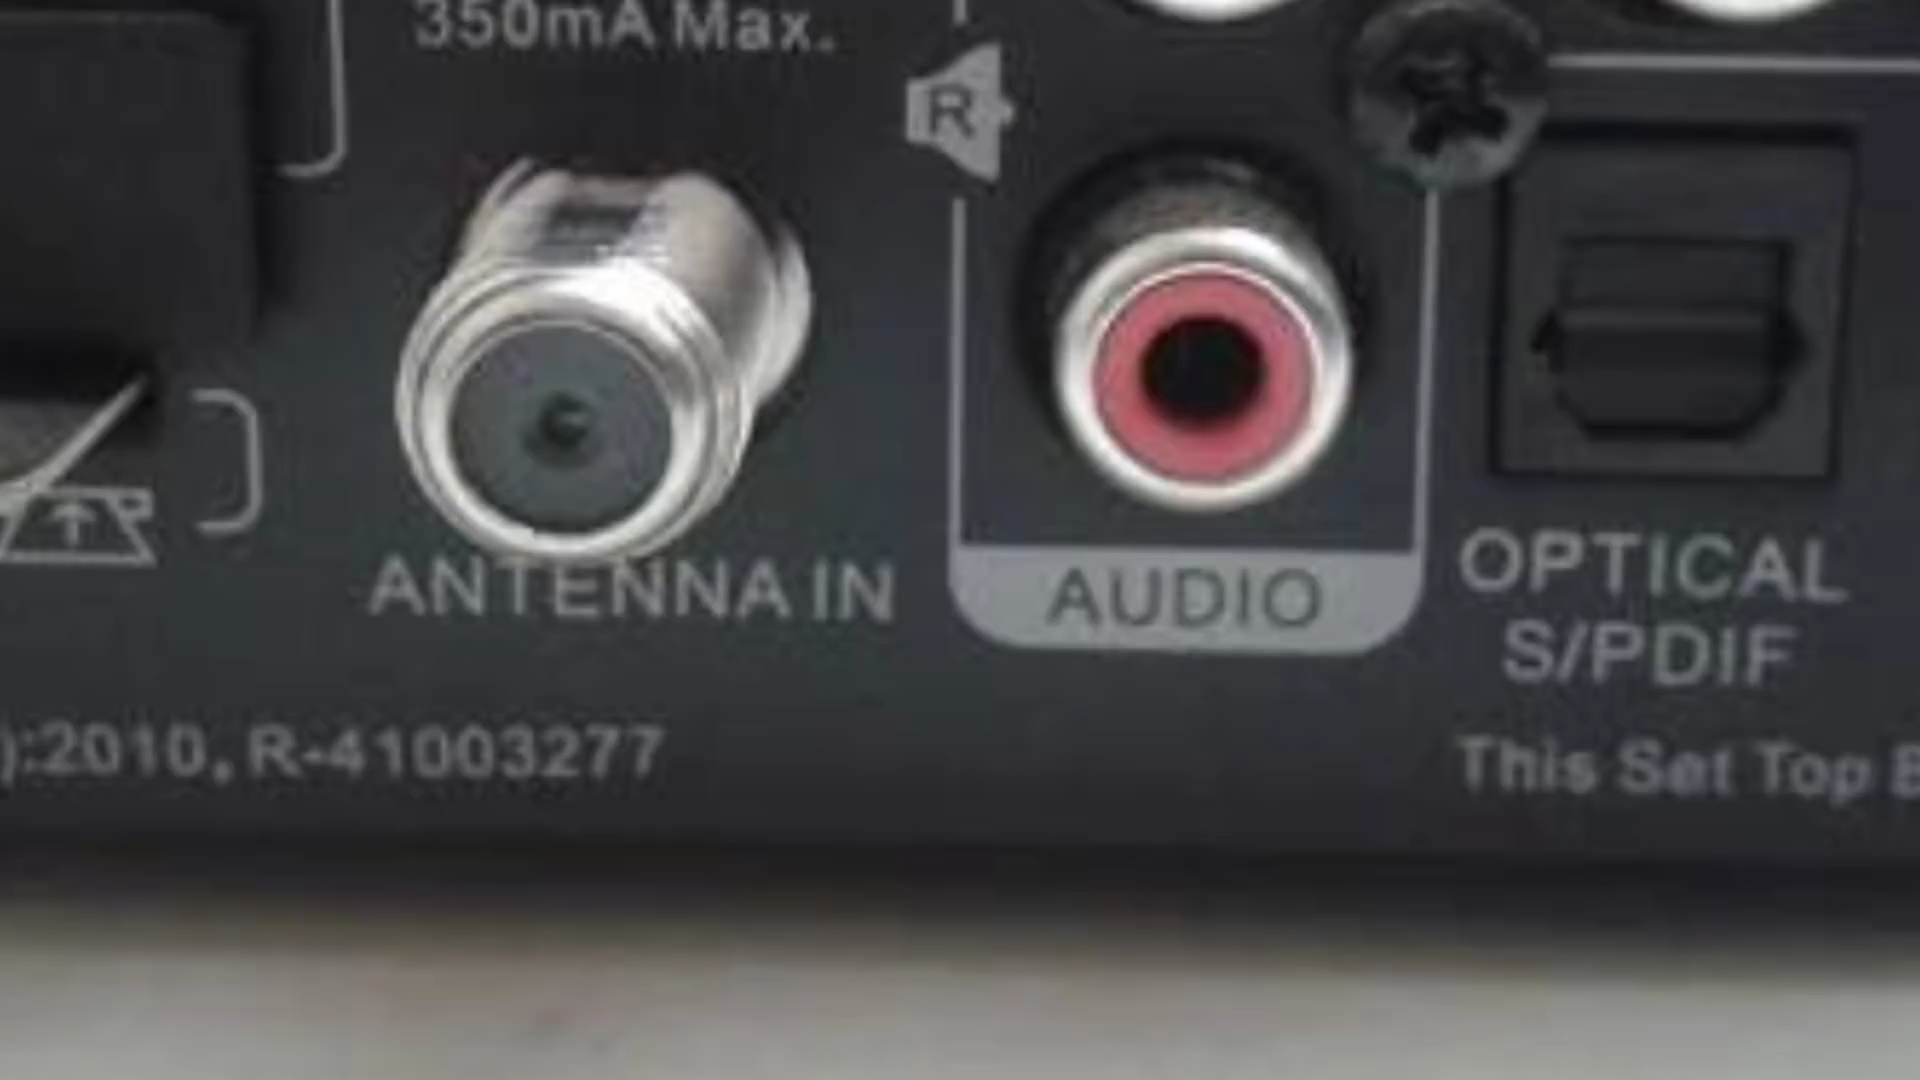 350mA Max.
R
ANTENNA IN
AUDIO
OPTICAL
S/PDIF
):2010, R-41003277
This Set Top B